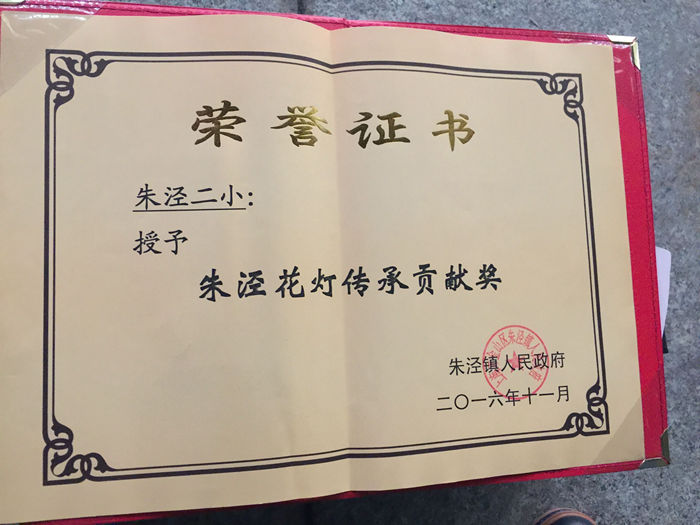 荣誉证书
朱泾二小：
授予
朱泾花灯传承贡献奖
朱泾镇人民政府
二〇一六年十一月